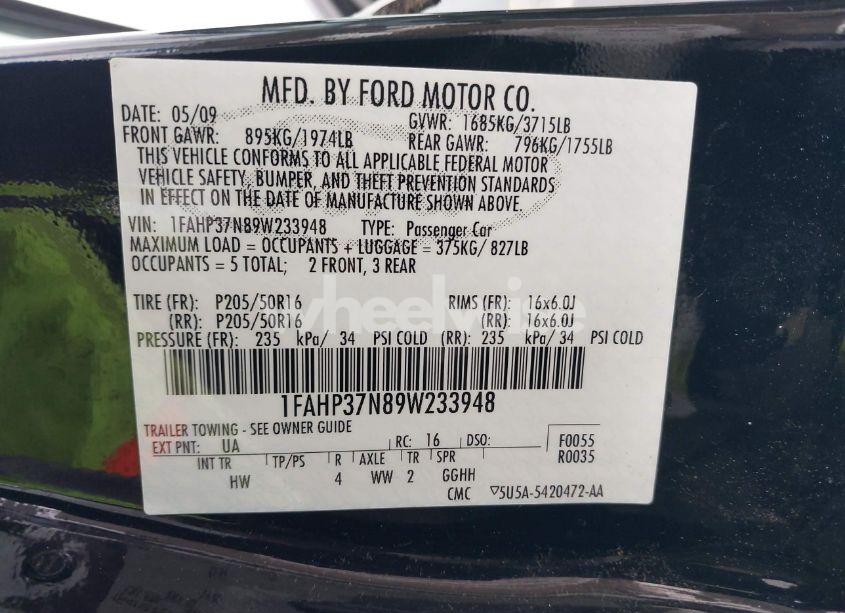 MFD. BY FORD MOTOR CO.
DATE: 05/09 GVWR: 1685KG/3715LB
FRONT GAWR: 895KG/1974LB REAR GAWR: 796KG/1755LB
THIS VEHICLE CONFORMS TO ALL APPLICABLE FEDERAL MOTOR
VEHICLE SAFETY, BUMPER, AND THEFT PREVENTION STANDARDS
IN EFFECT ON THE DATE OF MANUFACTURE SHOWN ABOVE.
VIN: 1FAHP37N89W233948 TYPE: Passenger Car
MAXIMUM LOAD = OCCUPANTS + LUGGAGE = 375KG/ 827LB
OCCUPANTS = 5 TOTAL; 2 FRONT, 3 REAR
TIRE (FR): P205/50R16 RIMS (FR): 16x6.0J
(RR): P205/50R16 (RR): 16x6.0J
PRESSURE (FR): 235 kPa/ 34 PSI COLD (RR): 235 kPa/ 34 PSI COLD
1FAHP37N89W233948
TRAILER TOWING - SEE OWNER GUIDE
EXT PNT: UA RC: 16 DSO: F0055
R0035
INT TR TP/PS R AXLE TR SPR
HW 4 WW 2 GGHH
CMC ▽5U5A-5420472-AA